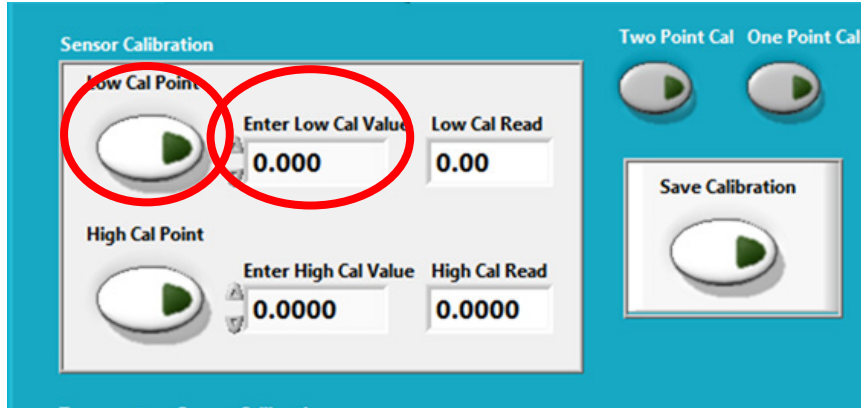 Sensor Calibration
Two Point Cal One Point Cal
Low Cal Point
Enter Low Cal Value Low Cal Read
0.000 0.00
Save Calibration
High Cal Point
Enter High Cal Value High Cal Read
0.0000 0.0000